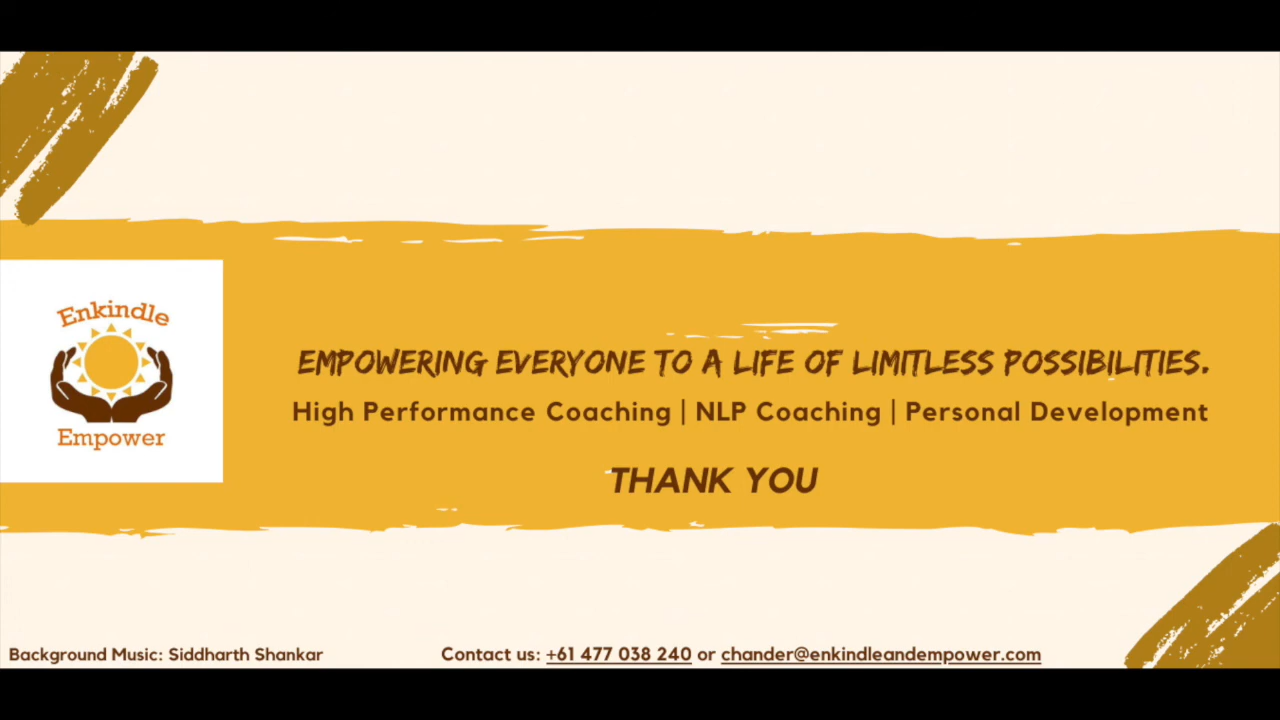 Enkindle
Empower
EMPOWERING EVERYONE TO A LIFE OF LIMITLESS POSSIBILITIES.
High Performance Coaching | NLP Coaching | Personal Development
THANK YOU
Background Music: Siddharth Shankar
Contact us: +61 477 038 240 or chander@enkindleandempower.com